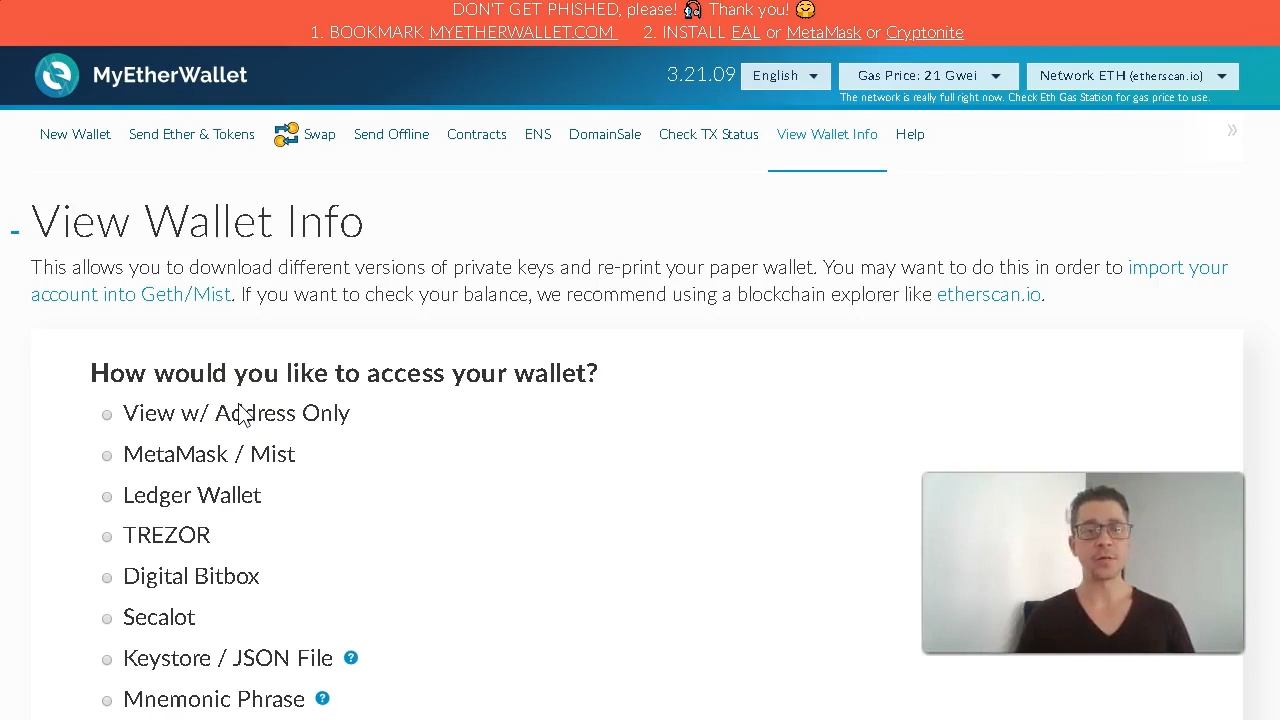 DON'T GET PHISHED, please! Thank you!
1. BOOKMARK MYETHERWALLET.COM 2. INSTALL EAL or MetaMask or Cryptonite
MyEtherWallet
3.21.09 English Gas Price: 21 Gwei Network ETH (etherscan.io)
The network is really full right now. Check Eth Gas Station for gas price to use.
New Wallet Send Ether & Tokens Swap Send Offline Contracts ENS DomainSale Check TX Status View Wallet Info Help »
- View Wallet Info
This allows you to download different versions of private keys and re-print your paper wallet. You may want to do this in order to import your
account into Geth/Mist. If you want to check your balance, we recommend using a blockchain explorer like etherscan.io.
How would you like to access your wallet?
View w/ Address Only
MetaMask / Mist
Ledger Wallet
TREZOR
Digital Bitbox
Secalot
Keystore / JSON File ?
Mnemonic Phrase ?